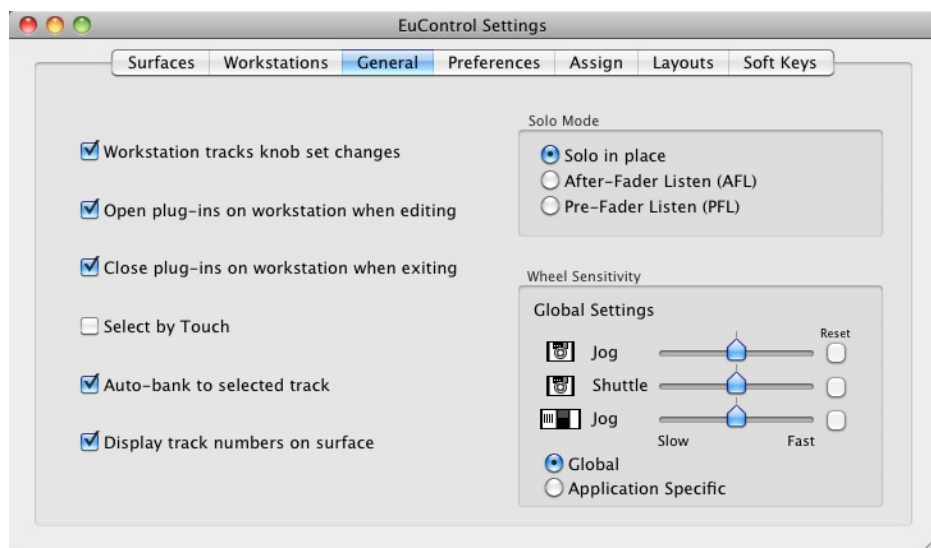 EuControl Settings
Surfaces Workstations General Preferences Assign Layouts Soft Keys
Workstation tracks knob set changes
Open plug-ins on workstation when editing
Close plug-ins on workstation when exiting
Select by Touch
Auto-bank to selected track
Display track numbers on surface
Solo Mode
Solo in place
After-Fader Listen (AFL)
Pre-Fader Listen (PFL)
Wheel Sensitivity
Global Settings
Reset
Jog
Shuttle
Jog
Slow Fast
Global
Application Specific